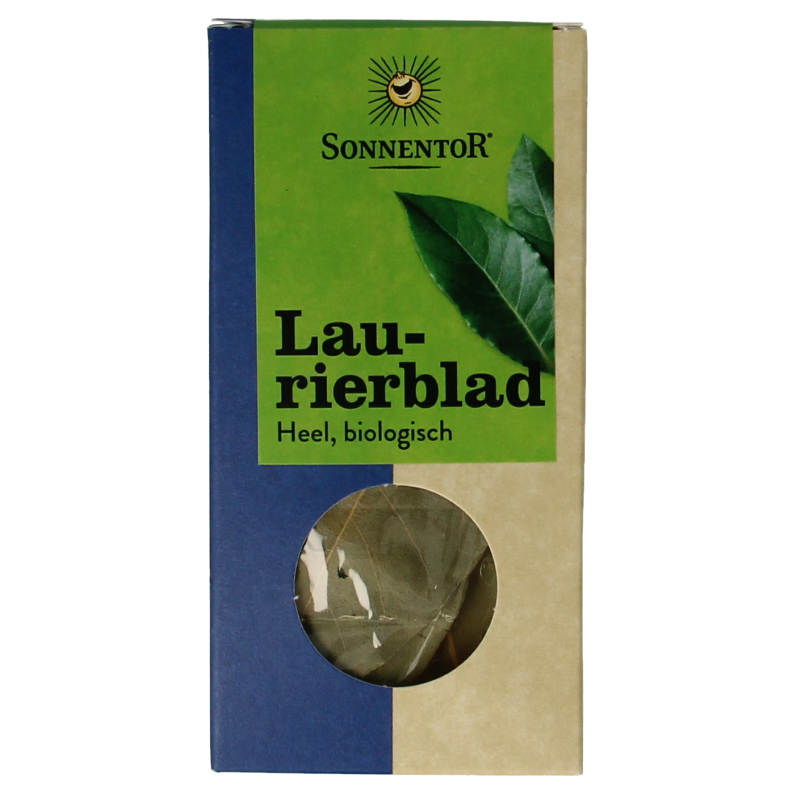 SONNENTOR®
Lau-
rierblad
Heel, biologisch